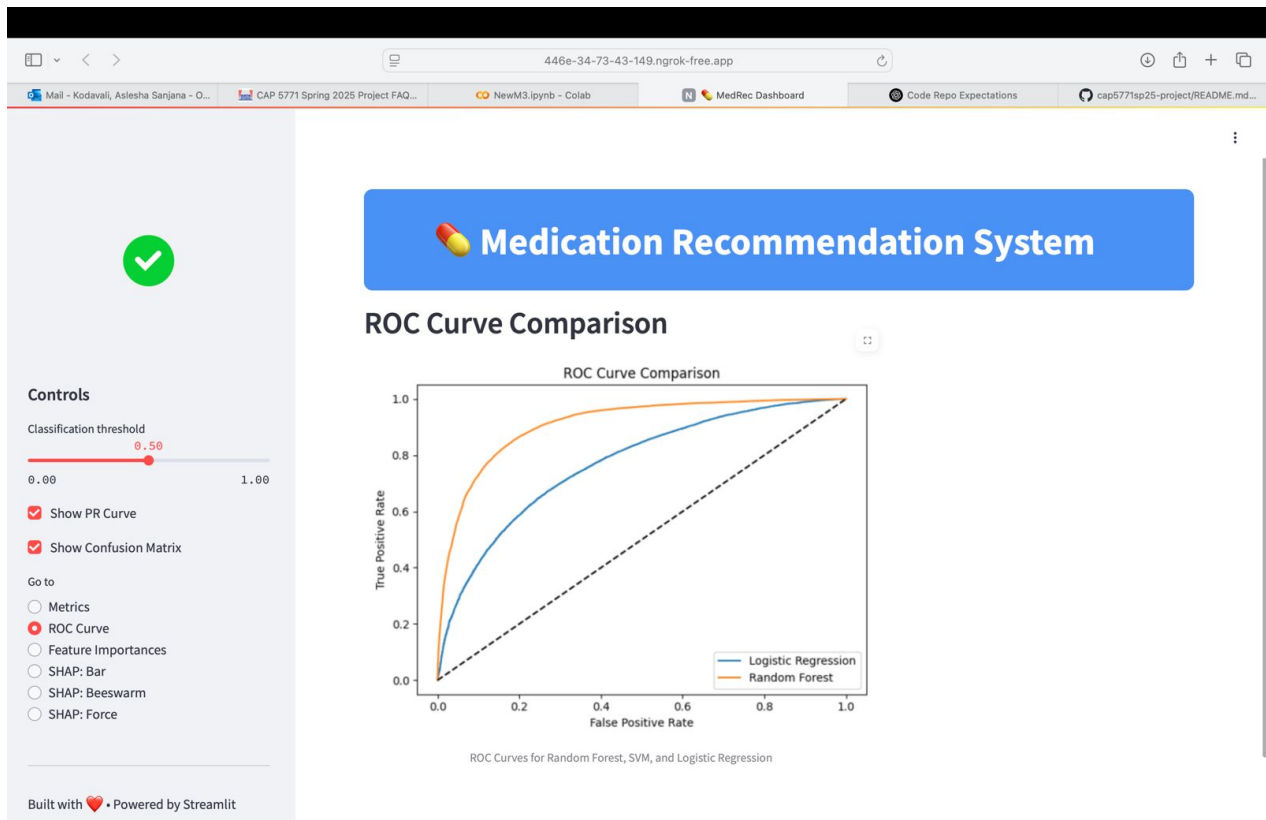 446e-34-73-43-149.ngrok-free.app
Mail - Kodavali, Aslesha Sanjana - O...
CAP 5771 Spring 2025 Project FAQ...
NewM3.ipynb - Colab
N 💊 MedRec Dashboard
Code Repo Expectations
cap5771sp25-project/README.md...
💊 Medication Recommendation System
ROC Curve Comparison
Controls
Classification threshold
0.50
0.00 1.00
Show PR Curve
Show Confusion Matrix
Go to
Metrics
ROC Curve
Feature Importances
SHAP: Bar
SHAP: Beeswarm
SHAP: Force
Built with ❤️ • Powered by Streamlit
ROC Curve Comparison
True Positive Rate
1.0
0.8
0.6
0.4
0.2
0.0
Logistic Regression
Random Forest
0.0 0.2 0.4 0.6 0.8 1.0
False Positive Rate
ROC Curves for Random Forest, SVM, and Logistic Regression